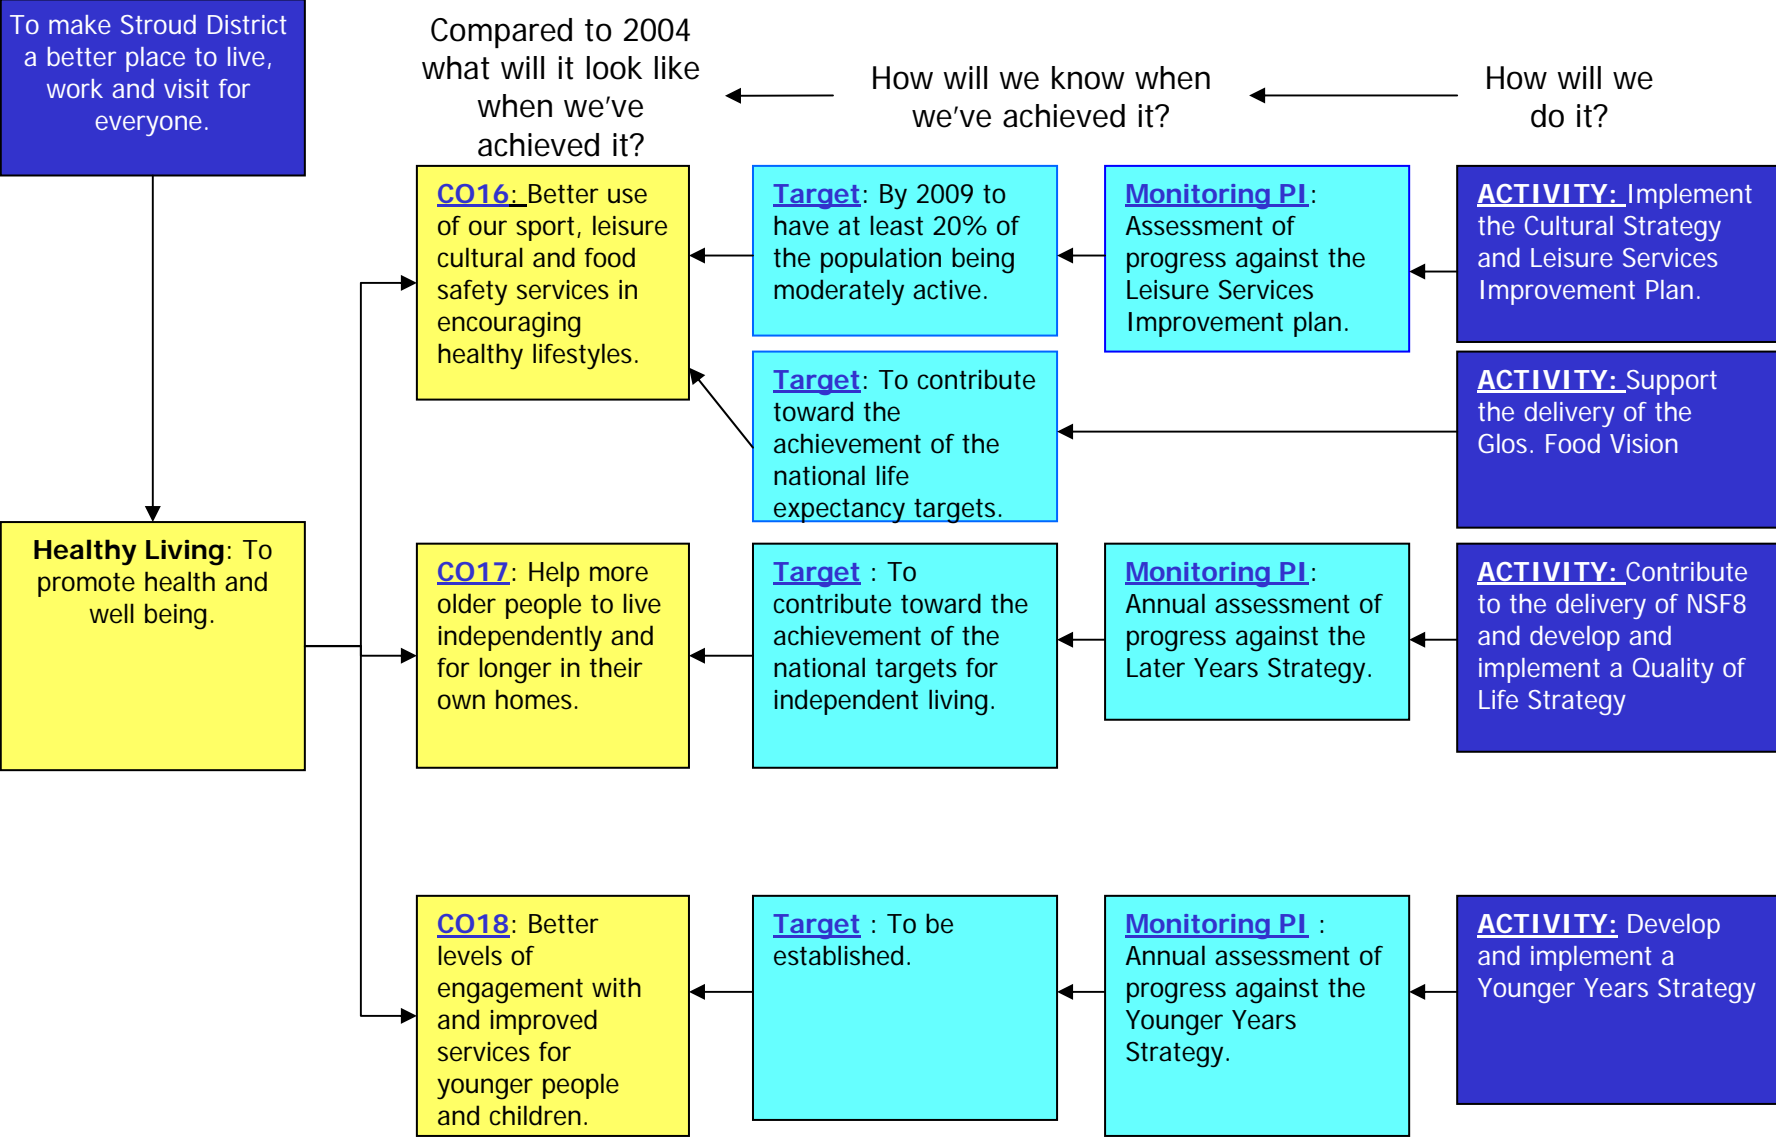 To make Stroud District
a better place to live,
work and visit for
everyone.
Compared to 2004
what will it look like
when we've
achieved it?
How will we know when
we've achieved it?
How will we
do it?
CO16: Better use
of our sport, leisure
cultural and food
safety services in
encouraging
healthy lifestyles.
Target: By 2009 to
have at least 20% of
the population being
moderately active.
Monitoring PI:
Assessment of
progress against the
Leisure Services
Improvement plan.
ACTIVITY: Implement
the Cultural Strategy
and Leisure Services
Improvement Plan.
Target: To contribute
toward the
achievement of the
national life
expectancy targets.
ACTIVITY: Support
the delivery of the
Glos. Food Vision
Healthy Living: To
promote health and
well being.
CO17: Help more
older people to live
independently and
for longer in their
own homes.
Target : To
contribute toward the
achievement of the
national targets for
independent living.
Monitoring PI:
Annual assessment of
progress against the
Later Years Strategy.
ACTIVITY: Contribute
to the delivery of NSF8
and develop and
implement a Quality of
Life Strategy
CO18: Better
levels of
engagement with
and improved
services for
younger people
and children.
Target : To be
established.
Monitoring PI :
Annual assessment of
progress against the
Younger Years
Strategy.
ACTIVITY: Develop
and implement a
Younger Years Strategy